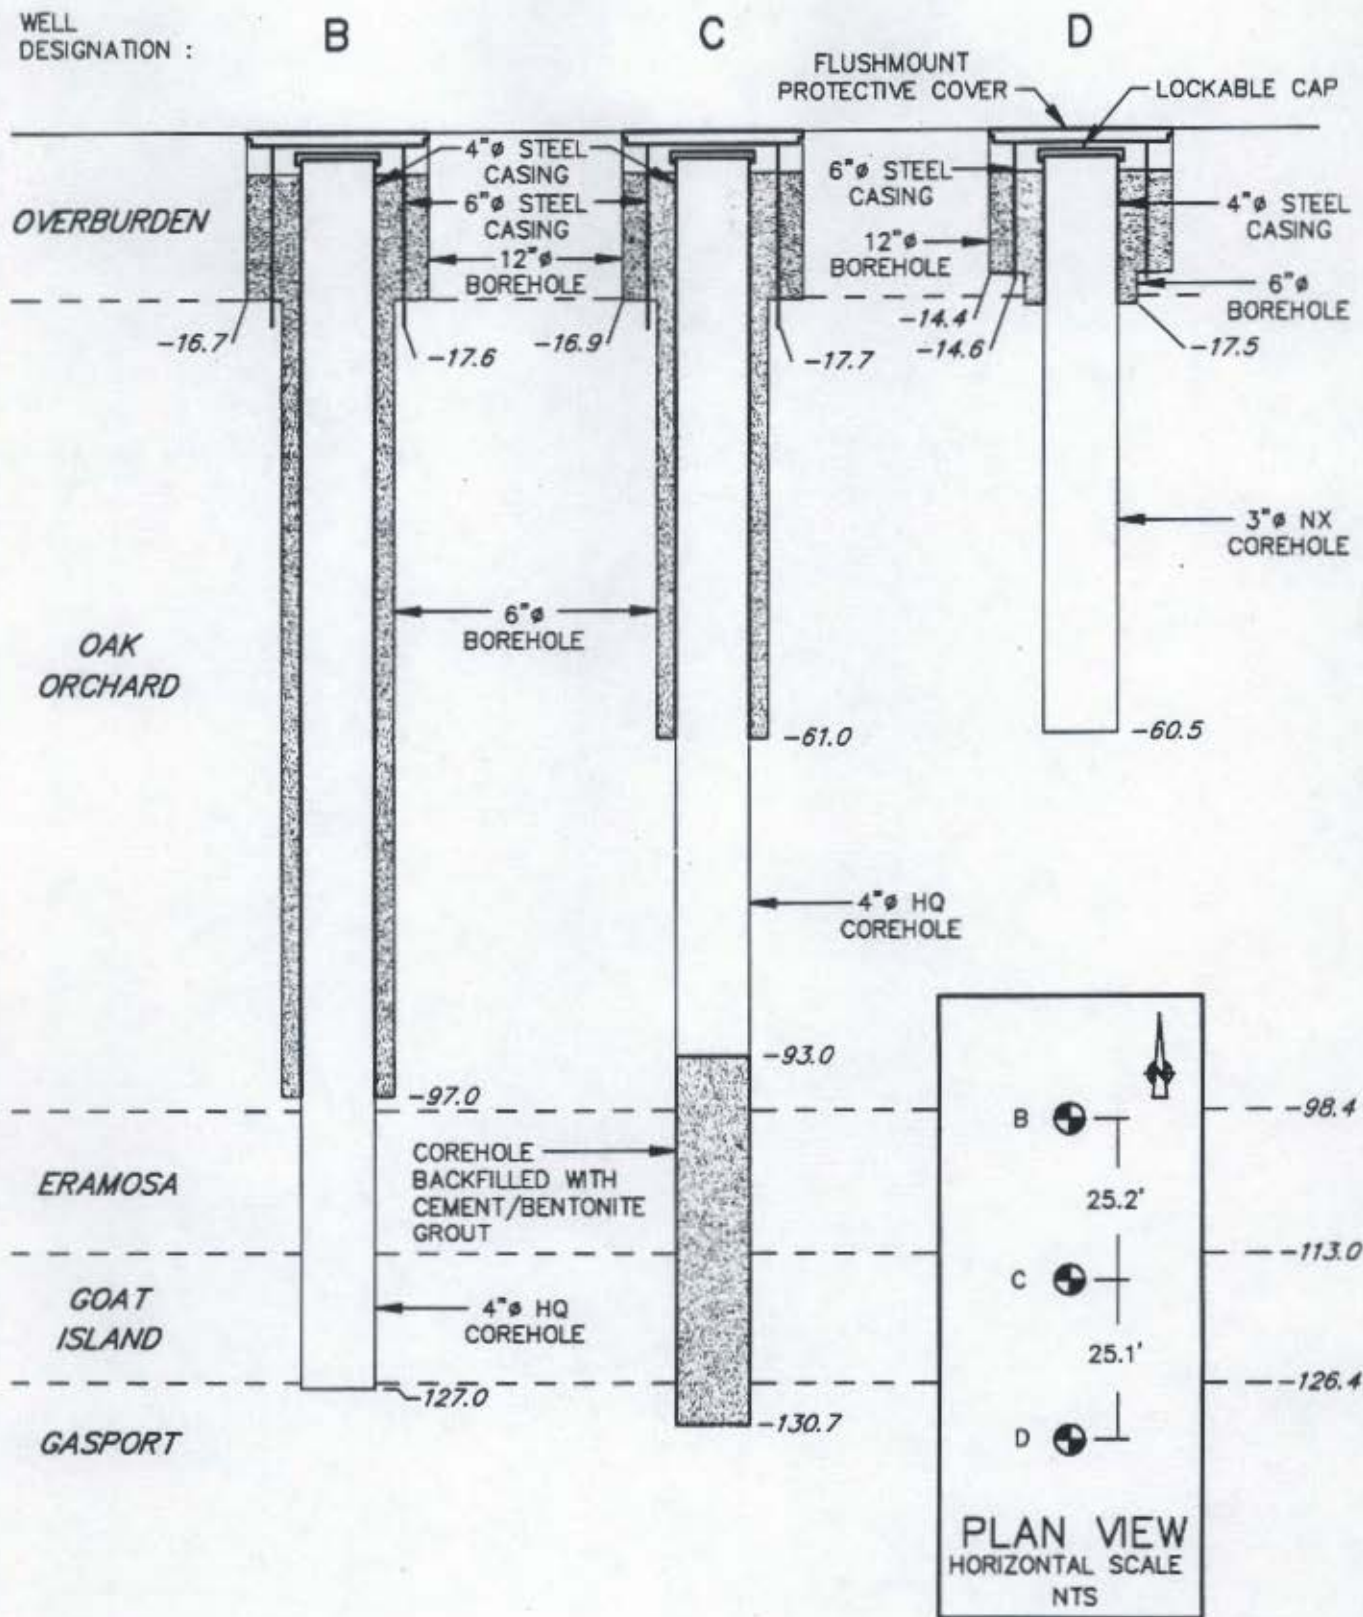 WELL
DESIGNATION :
B
C
D
FLUSHMOUNT
PROTECTIVE COVER
LOCKABLE CAP
4"ø STEEL
CASING
6"ø STEEL
CASING
12"ø
BOREHOLE
6"ø STEEL
CASING
12"ø
BOREHOLE
4"ø STEEL
CASING
6"ø
BOREHOLE
OVERBURDEN
-16.7
-17.6
-16.9
-17.7
-14.4
-14.6
-17.5
3"ø NX
COREHOLE
6"ø
BOREHOLE
OAK
ORCHARD
-61.0
-60.5
4"ø HQ
COREHOLE
-93.0
-97.0
-98.4
COREHOLE
BACKFILLED WITH
CEMENT/BENTONITE
GROUT
ERAMOSA
-113.0
GOAT
ISLAND
4"ø HQ
COREHOLE
-126.4
-127.0
-130.7
GASPORT
B
25.2'
C
25.1'
D
PLAN VIEW
HORIZONTAL SCALE
NTS